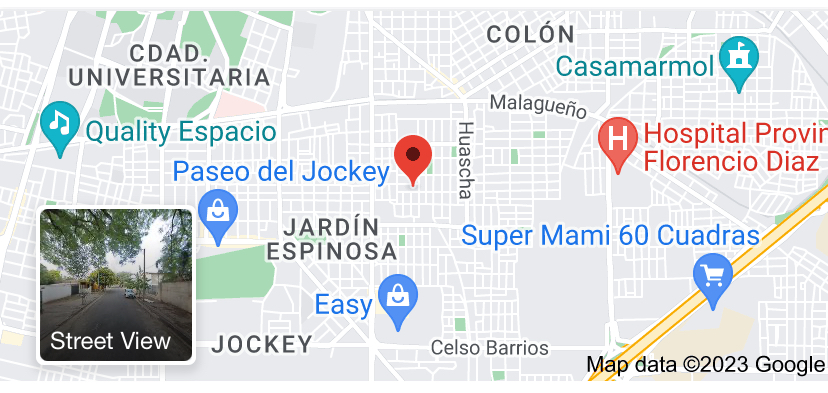 COLÓN
CDAD.
UNIVERSITARIA
Casamarmol
Malagueño
Quality Espacio
Huascha
H
Hospital Provin
Florencio Diaz
Paseo del Jockey
JARDÍN
ESPINOSA
Super Mami 60 Cuadras
Easy
Street View
JOCKEY
Celso Barrios
Map data ©2023 Google